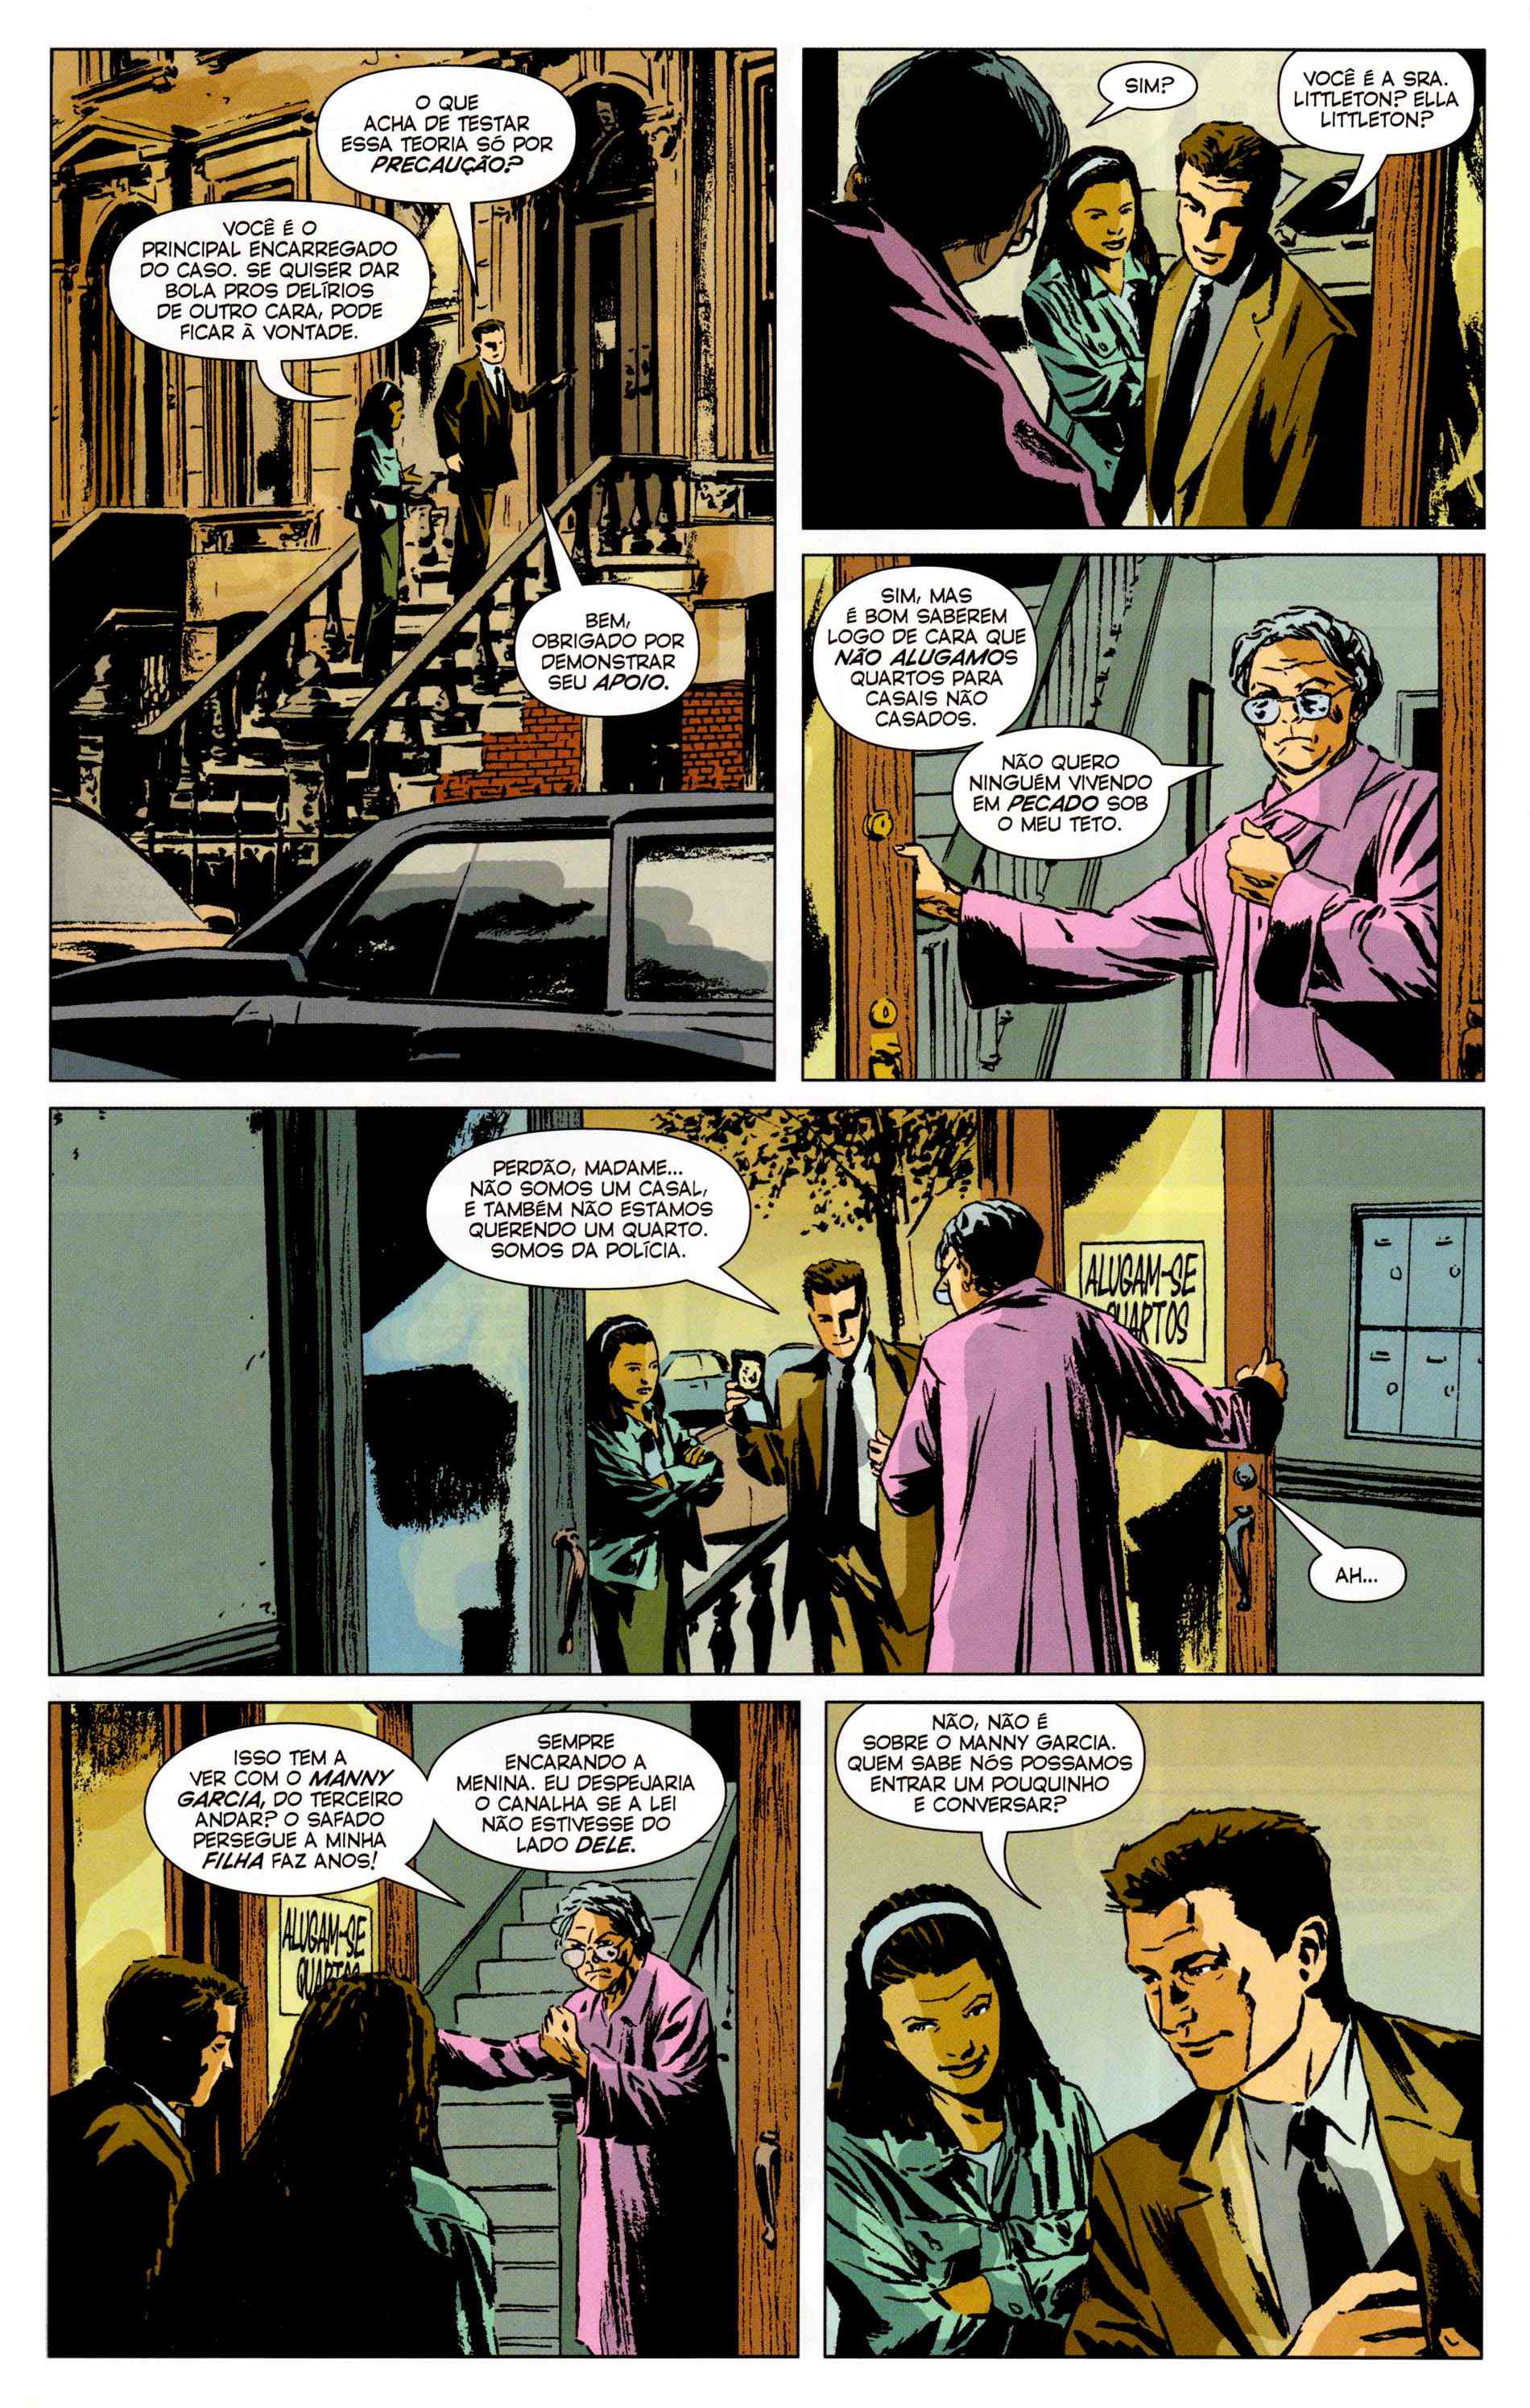 O QUE
ACHA DE TESTAR
ESSA TEORIA SÓ POR
PRECAUÇÃO?
VOCÊ É O
PRINCIPAL ENCARREGADO
DO CASO. SE QUISER DAR
BOLA PROS DELÍRIOS
DE OUTRO CARA, PODE
FICAR À VONTADE.
BEM,
OBRIGADO POR
DEMONSTRAR
SEU APOIO.
SIM?
VOCÊ É A SRA.
LITTLETON? ELLA
LITTLETON?
SIM, MAS
É BOM SABEREM
LOGO DE CARA QUE
NÃO ALUGAMOS
QUARTOS PARA
CASAIS NÃO
CASADOS.
NÃO QUERO
NINGUÉM VIVENDO
EM PECADO SOB
O MEU TETO.
PERDÃO, MADAME...
NÃO SOMOS UM CASAL,
E TAMBÉM NÃO ESTAMOS
QUERENDO UM QUARTO.
SOMOS DA POLÍCIA.
ALUGAM-SE
QUARTOS
AH...
ISSO TEM A
VER COM O MANNY
GARCIA, DO TERCEIRO
ANDAR? O SAFADO
PERSEGUE A MINHA
FILHA FAZ ANOS!
SEMPRE
ENCARANDO A
MENINA. EU DESPEJARIA
O CANALHA SE A LEI
NÃO ESTIVESSE DO
LADO DELE.
ALUGAM-SE
QUARTOS
NÃO, NÃO É
SOBRE O MANNY GARCIA.
QUEM SABE NÓS POSSAMOS
ENTRAR UM POUQUINHO
E CONVERSAR?